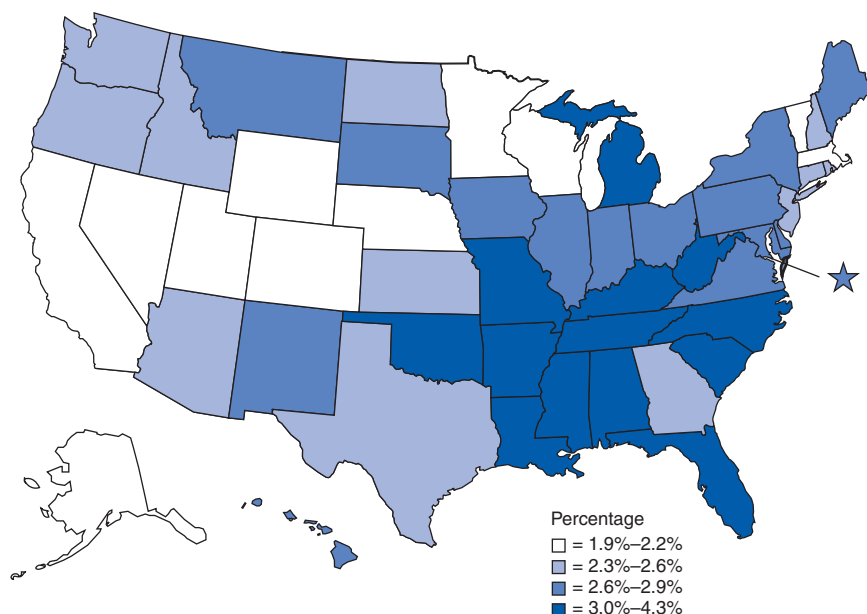 Percentage
= 1.9%–2.2%
= 2.3%–2.6%
= 2.6%–2.9%
= 3.0%–4.3%